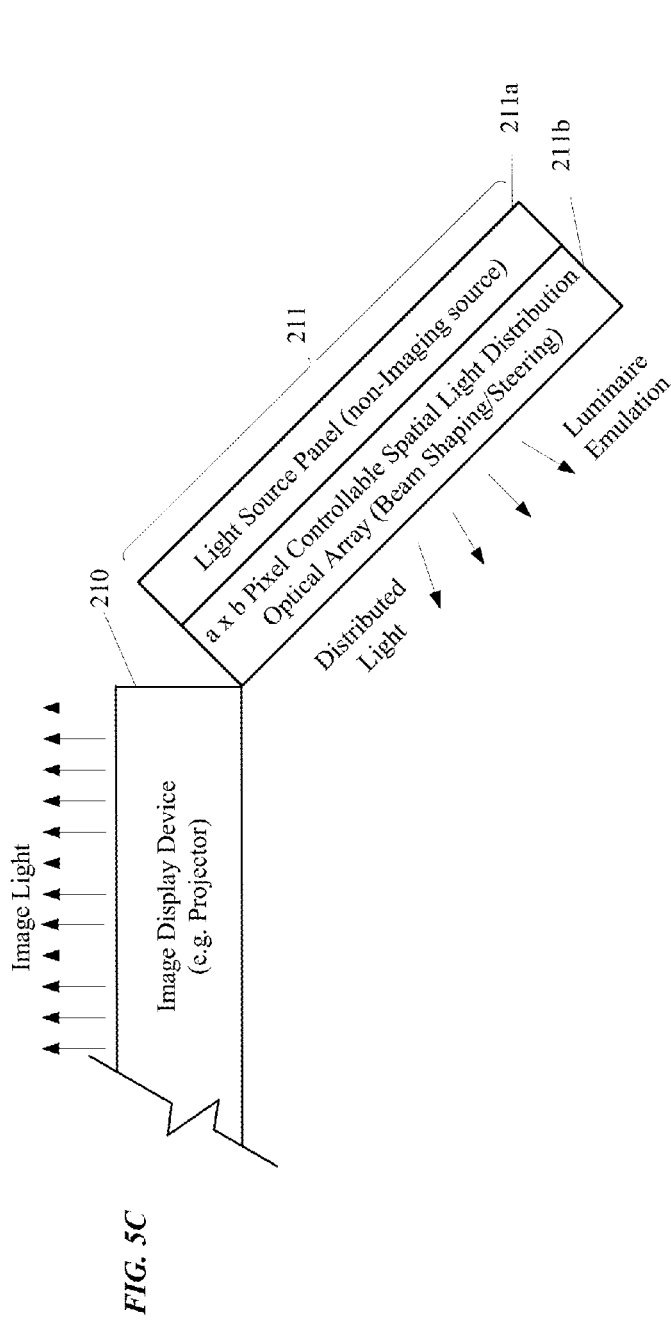 Image Light
Image Display Device
(e.g. Projector)
210
211
211a
211b
Light Source Panel (non-Imaging source)
a x b Pixel Controllable Spatial Light Distribution
Optical Array (Beam Shaping/Steering)
Distributed
Light
Luminaire
Emulation
FIG. 5C